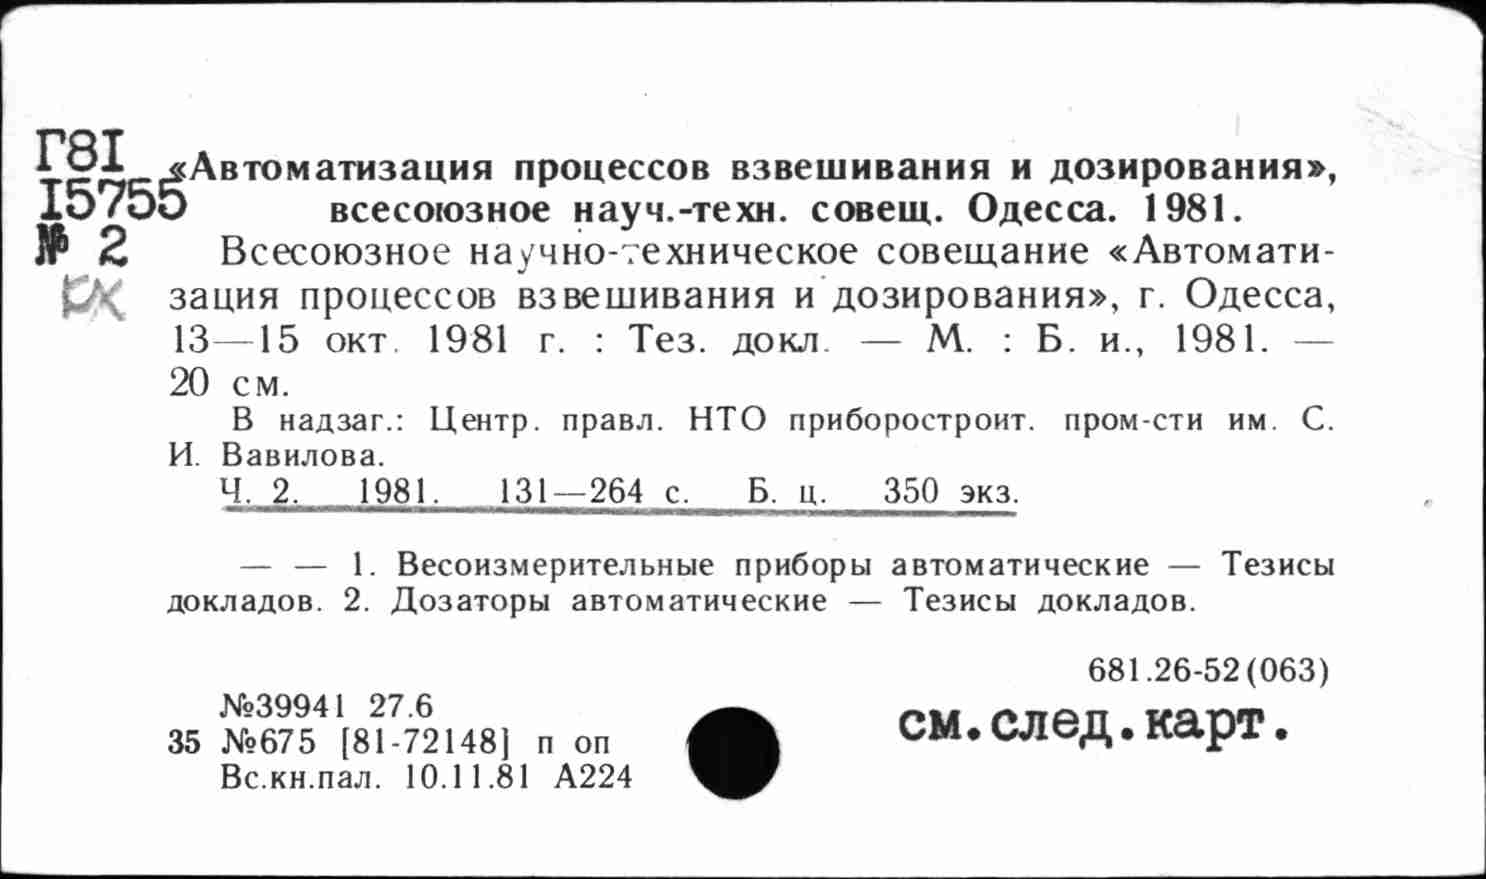 Г8I
I5755
№ 2
«Автоматизация процессов взвешивания и дозирования»,
всесоюзное науч.-техн. совещ. Одесса. 1981.
Всесоюзное научно-техническое совещание «Автомати-
зация процессов взвешивания и дозирования», г. Одесса,
13—15 окт. 1981 г. : Тез. докл. — М. : Б. и., 1981. —
20 см.
В надзаг.: Центр. правл. НТО приборостроит. пром-сти им. С.
И. Вавилова.
Ч. 2. 1981. 131—264 с. Б. ц. 350 экз.
— — 1. Весоизмерительные приборы автоматические — Тезисы
докладов. 2. Дозаторы автоматические — Тезисы докладов.
681.26-52(063)
№39941 27.6
35 №675 [81-72148] п оп
Вс.кн.пал. 10.11.81 А224
см.след.карт.